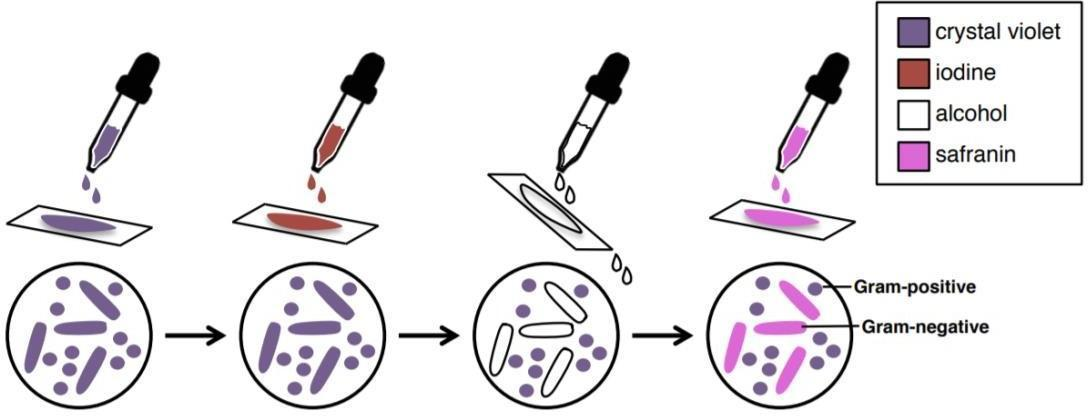 crystal violet
iodine
alcohol
safranin
Gram-positive
Gram-negative